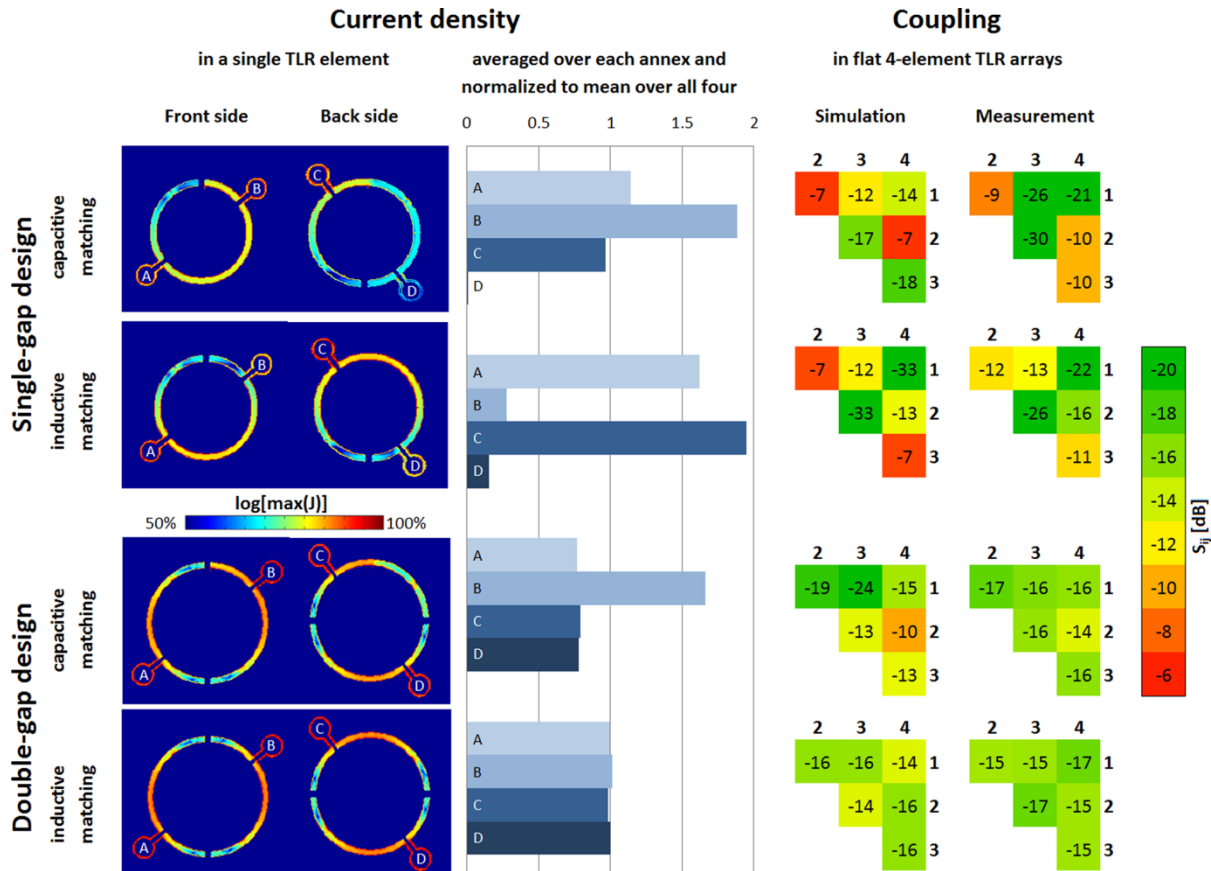 Current density
Coupling
in a single TLR element
averaged over each annex and
normalized to mean over all four
in flat 4-element TLR arrays
Front side
Back side
0 0.5 1 1.5 2
Simulation
Measurement
Single-gap design
capacitive
matching
A
B
C
D
A
B
C
D
2 3 4
-7 -12 -14 1
-17 -7 2
-18 3
2 3 4
-9 -26 -21 1
-30 -10 2
-10 3
inductive
matching
A
B
C
D
A
B
C
D
2 3 4
-7 -12 -33 1
-33 -13 2
-7 3
2 3 4
-12 -13 -22 1
-26 -16 2
-11 3
log[max(J)]
50% 100%
Double-gap design
capacitive
matching
A
B
C
D
A
B
C
D
2 3 4
-19 -24 -15 1
-13 -10 2
-13 3
2 3 4
-17 -16 -16 1
-16 -14 2
-16 3
inductive
matching
A
B
C
D
A
B
C
D
2 3 4
-16 -16 -14 1
-14 -16 2
-16 3
2 3 4
-15 -15 -17 1
-17 -15 2
-15 3
-20
-18
-16
-14
-12
-10
-8
-6
Sij [dB]